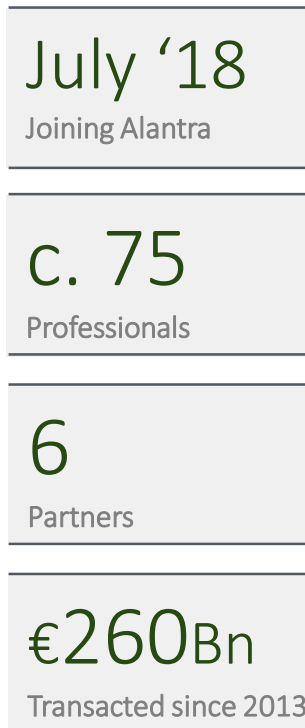 July ‘18
Joining Alantra
c. 75
Professionals
6
Partners
€260Bn
Transacted since 2013